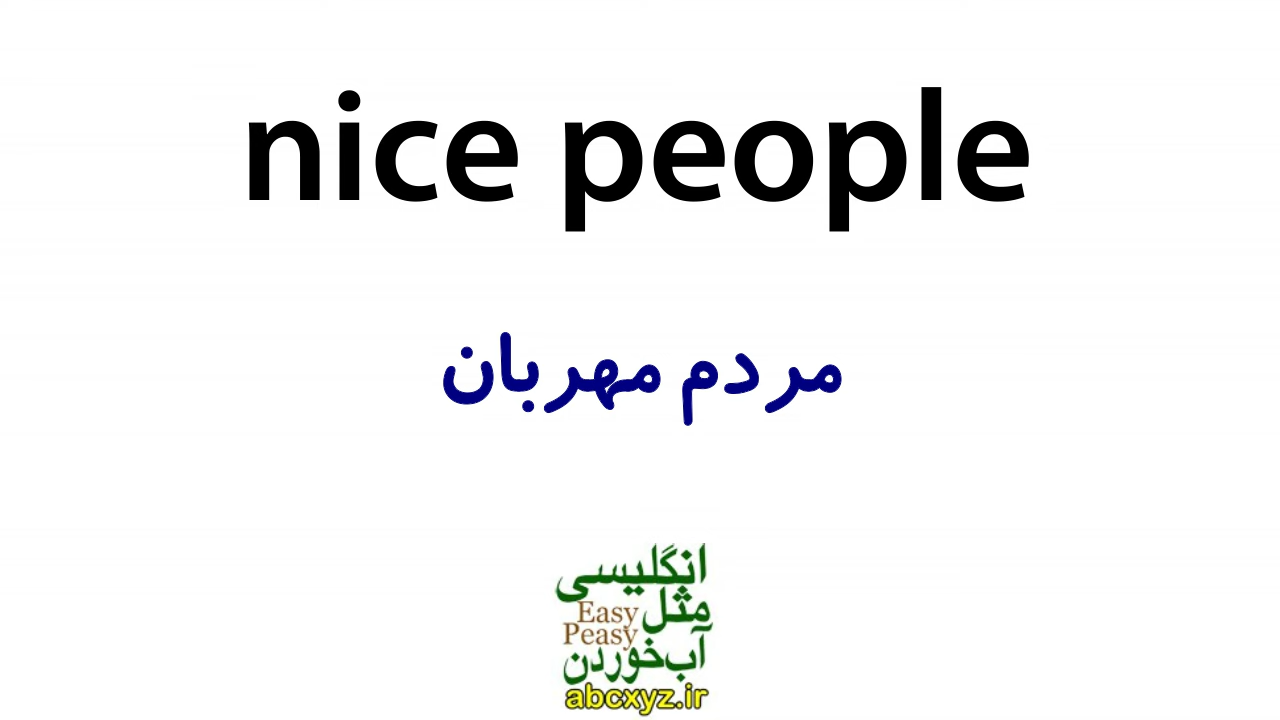 nice people
مردم مهربان
انگلیسی
مثل Easy
Peasy
آب خوردن
abcxyz.ir